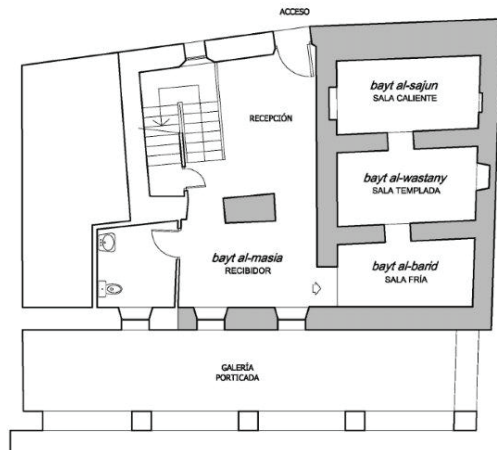 ACCESO
bayt al-sajun
SALA CALIENTE
RECEPCIÓN
bayt al-wastany
SALA TEMPLADA
bayt al-masia
RECIBIDOR
bayt al-barid
SALA FRÍA
GALERÍA
PORTICADA